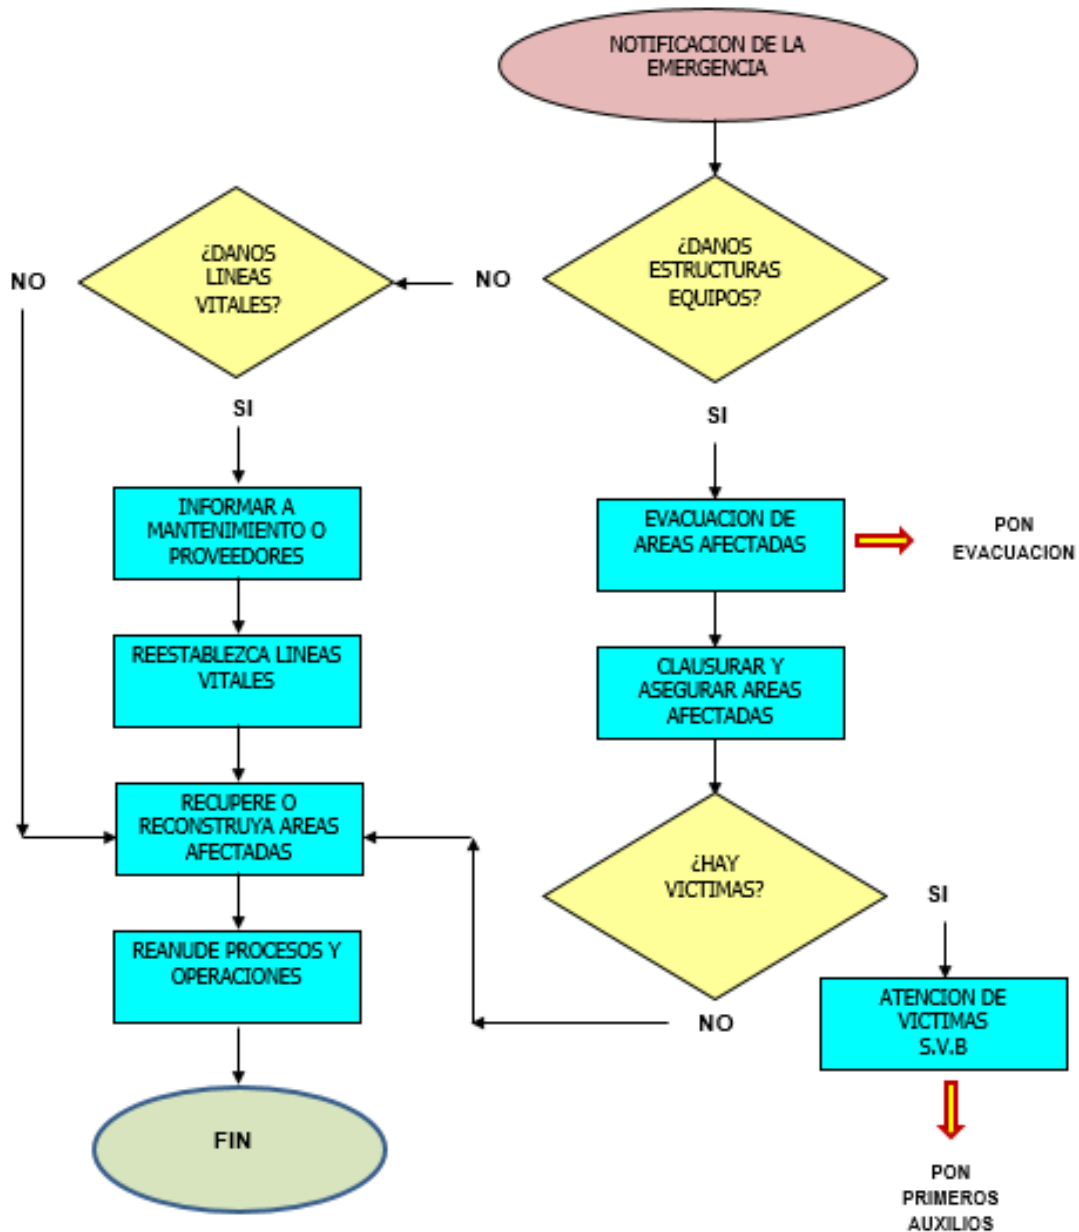 NOTIFICACION DE LA
EMERGENCIA
¿DANOS
ESTRUCTURAS
EQUIPOS?
NO
¿DANOS
LINEAS
VITALES?
NO
SI
INFORMAR A
MANTENIMIENTO O
PROVEEDORES
REESTABLEZCA LINEAS
VITALES
RECUPERE O
RECONSTRUYA AREAS
AFECTADAS
REANUDE PROCESOS Y
OPERACIONES
FIN
SI
EVACUACION DE
AREAS AFECTADAS
PON
EVACUACION
CLAUSURAR Y
ASEGURAR AREAS
AFECTADAS
¿HAY
VICTIMAS?
NO
SI
ATENCION DE
VICTIMAS
S.V.B
PON
PRIMEROS
AUXILIOS